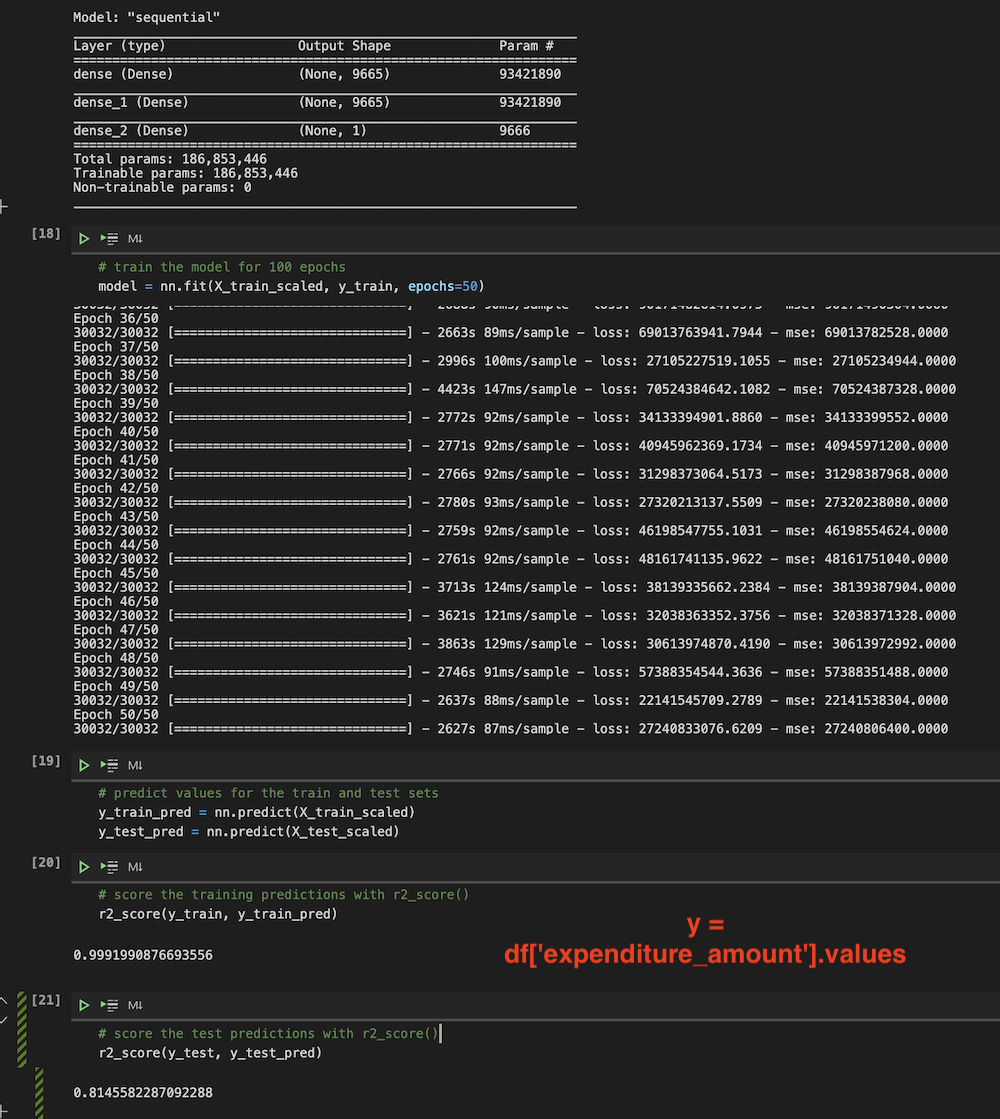 Model: "sequential"
Layer (type) Output Shape Param #
dense (Dense) (None, 9665) 93421890
dense_1 (Dense) (None, 9665) 93421890
dense_2 (Dense) (None, 1) 9666
Total params: 186,853,446
Trainable params: 186,853,446
Non-trainable params: 0
[18]
M↓
# train the model for 100 epochs
model = nn.fit(X_train_scaled, y_train, epochs=50)
Epoch 36/50
30032/30032 [==============================] - 2663s 89ms/sample - loss: 69013763941.7944 - mse: 69013782528.0000
Epoch 37/50
30032/30032 [==============================] - 2996s 100ms/sample - loss: 27105227519.1055 - mse: 27105234944.0000
Epoch 38/50
30032/30032 [==============================] - 4423s 147ms/sample - loss: 70524384642.1082 - mse: 70524387328.0000
Epoch 39/50
30032/30032 [==============================] - 2772s 92ms/sample - loss: 34133394901.8860 - mse: 34133399552.0000
Epoch 40/50
30032/30032 [==============================] - 2771s 92ms/sample - loss: 40945962369.1734 - mse: 40945971200.0000
Epoch 41/50
30032/30032 [==============================] - 2766s 92ms/sample - loss: 31298373064.5173 - mse: 31298387968.0000
Epoch 42/50
30032/30032 [==============================] - 2780s 93ms/sample - loss: 27320213137.5509 - mse: 27320238080.0000
Epoch 43/50
30032/30032 [==============================] - 2759s 92ms/sample - loss: 46198547755.1031 - mse: 46198554624.0000
Epoch 44/50
30032/30032 [==============================] - 2761s 92ms/sample - loss: 48161741135.9622 - mse: 48161751040.0000
Epoch 45/50
30032/30032 [==============================] - 3713s 124ms/sample - loss: 38139335662.2384 - mse: 38139387904.0000
Epoch 46/50
30032/30032 [==============================] - 3621s 121ms/sample - loss: 32038363352.3756 - mse: 32038371328.0000
Epoch 47/50
30032/30032 [==============================] - 3863s 129ms/sample - loss: 30613974870.4190 - mse: 30613972992.0000
Epoch 48/50
30032/30032 [==============================] - 2746s 91ms/sample - loss: 57388354544.3636 - mse: 57388351488.0000
Epoch 49/50
30032/30032 [==============================] - 2637s 88ms/sample - loss: 22141545709.2789 - mse: 22141538304.0000
Epoch 50/50
30032/30032 [==============================] - 2627s 87ms/sample - loss: 27240833076.6209 - mse: 27240806400.0000
[19]
M↓
# predict values for the train and test sets
y_train_pred = nn.predict(X_train_scaled)
y_test_pred = nn.predict(X_test_scaled)
[20]
M↓
# score the training predictions with r2_score()
r2_score(y_train, y_train_pred)
0.9991990876693556
y =
df['expenditure_amount'].values
[21]
M↓
# score the test predictions with r2_score()
r2_score(y_test, y_test_pred)
0.8145582287092288